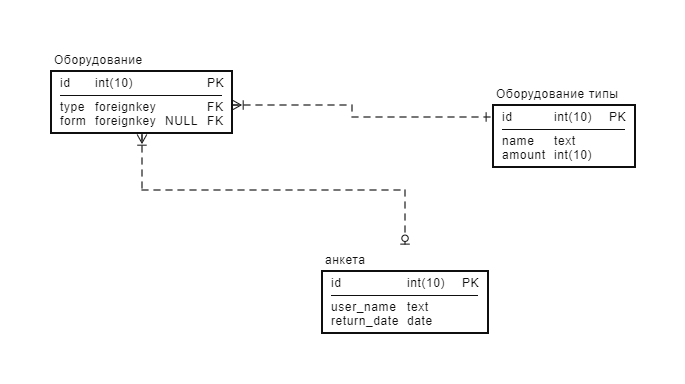 Оборудование
id int(10) PK
type foreignkey FK
form foreignkey NULL FK
Оборудование типы
id int(10) PK
name text
amount int(10)
анкета
id int(10) PK
user_name text
return_date date